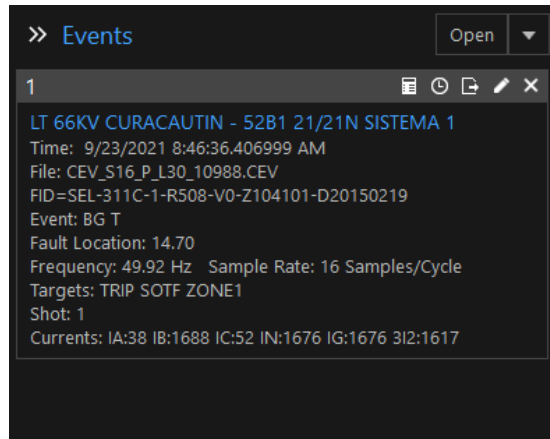 Events
Open
1
LT 66KV CURACAUTIN - 52B1 21/21N SISTEMA 1
Time: 9/23/2021 8:46:36.406999 AM
File: CEV_S16_P_L30_10988.CEV
FID=SEL-311C-1-R508-V0-Z104101-D20150219
Event: BG T
Fault Location: 14.70
Frequency: 49.92 Hz Sample Rate: 16 Samples/Cycle
Targets: TRIP SOTF ZONE1
Shot: 1
Currents: IA:38 IB:1688 IC:52 IN:1676 IG:1676 3I2:1617